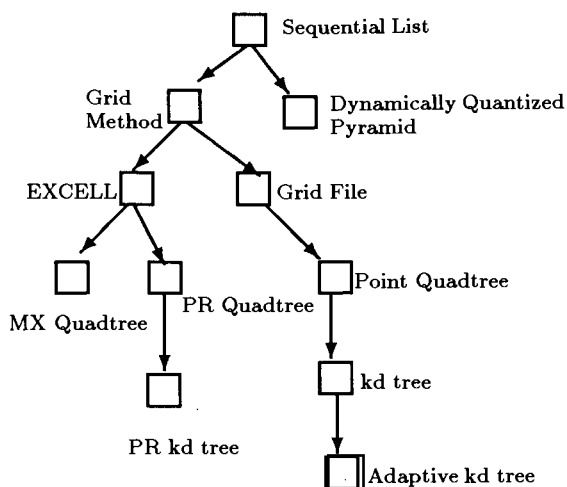 Sequential List
Grid
Method
Dynamically Quantized
Pyramid
EXCELL
Grid File
MX Quadtree
PR Quadtree
Point Quadtree
kd tree
PR kd tree
Adaptive kd tree